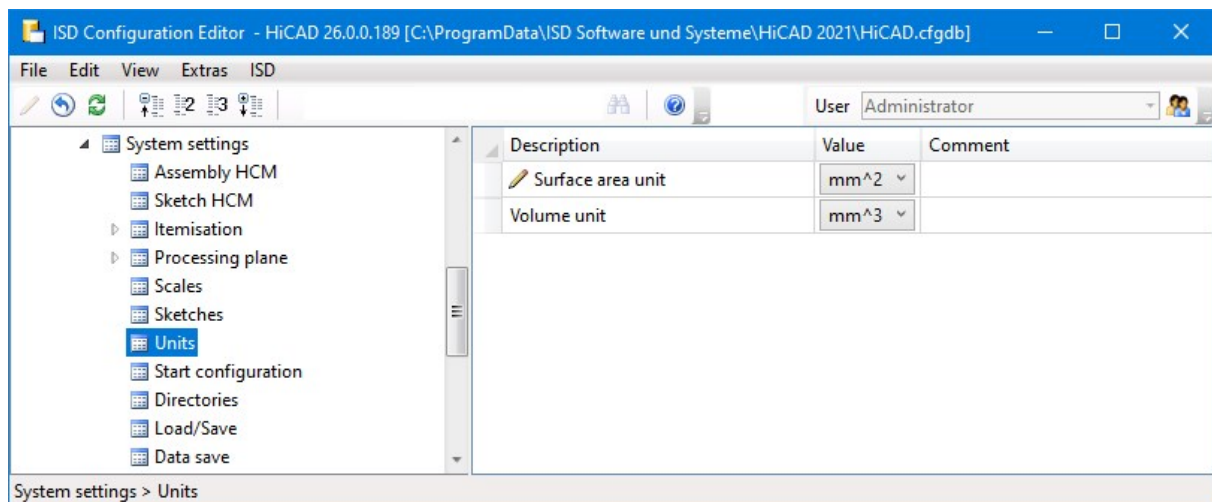 ISD Configuration Editor - HiCAD 26.0.0.189 [C:\ProgramData\ISD Software und Systeme\HiCAD 2021\HiCAD.cfgdb]
File Edit View Extras ISD
2 3 User Administrator
System settings
Assembly HCM
Sketch HCM
Itemisation
Processing plane
Scales
Sketches
Units
Start configuration
Directories
Load/Save
Data save
Description Value Comment
Surface area unit mm^2
Volume unit mm^3
System settings > Units